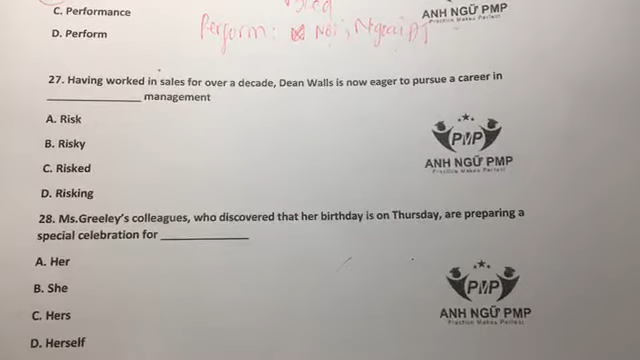 C. Performance
D. Perform
Perform:
ANH NGỮ PMP
Practice Makes Perfect
27. Having worked in sales for over a decade, Dean Walls is now eager to pursue a career in
_______________ management
A. Risk
B. Risky
C. Risked
D. Risking
PMP
ANH NGỮ PMP
Practice Makes Perfect
28. Ms.Greeley's colleagues, who discovered that her birthday is on Thursday, are preparing a
special celebration for _______________
A. Her
B. She
C. Hers
D. Herself
PMP
ANH NGỮ PMP
Practice Makes Perfect